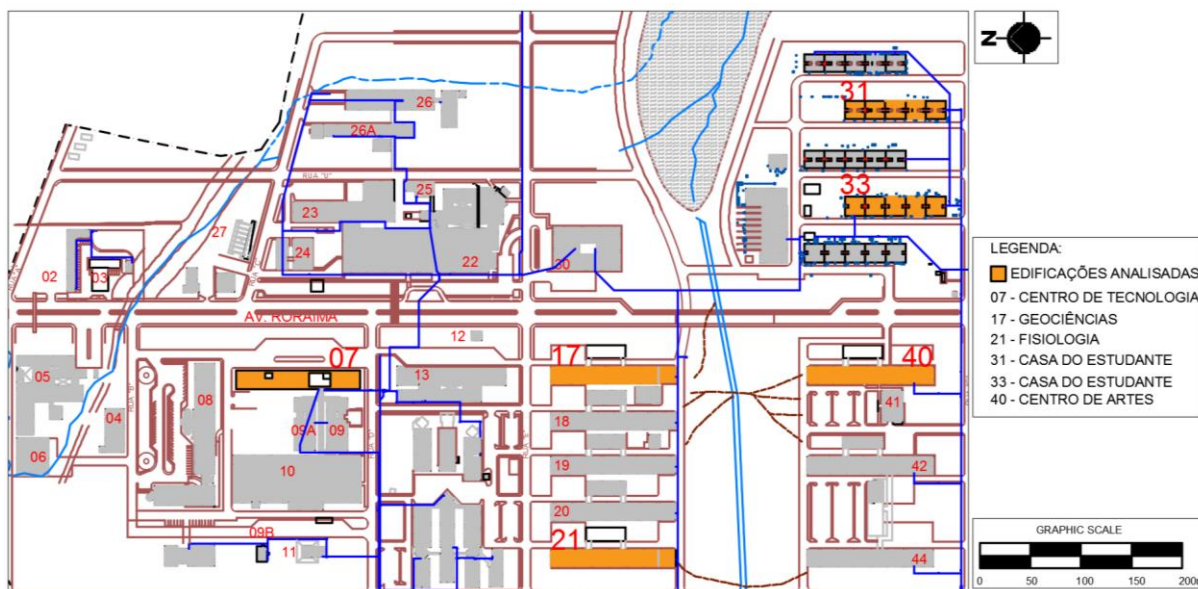 N
26
26A
31
RUA "U"
25
23
33
27
24
22
30
02
03
AV. RORAIMA
12
07
17
40
05
13
08
41
04
09A
09
18
RUA "B"
06
19
42
10
20
09B
21
11
44
LEGENDA:
EDIFICAÇÕES ANALISADAS
07 - CENTRO DE TECNOLOGIA
17 - GEOCIÊNCIAS
21 - FISIOLOGIA
31 - CASA DO ESTUDANTE
33 - CASA DO ESTUDANTE
40 - CENTRO DE ARTES
GRAPHIC SCALE
0 50 100 150 200m